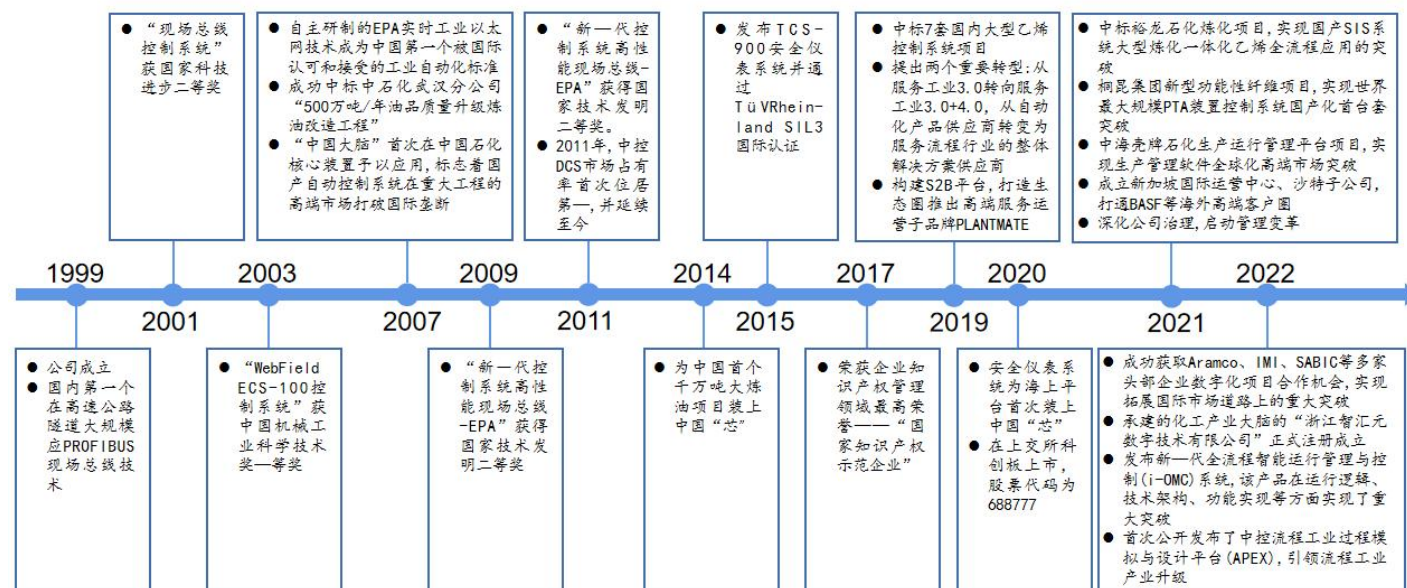 ● “现场总线
控制系统”
获国家科技
进步二等奖
● 自主研制的EPA实时工业以太
网技术成为中国第一个被国际
认可和接受的工业自动化标准
● 成功中标中石化武汉分公司
“500万吨/年油品质量升级炼
油改造工程”
● “中国大脑”首次在中国石化
核心装置予以应用,标志着国
产自动控制系统在重大工程的
高端市场打破国际垄断
● “新一代控
制系统高性
能现场总线-
EPA”获得国
家技术发明
二等奖。
● 2011年,中控
DCS市场占有
率首次位居
第一,并延续
至今
● 发布TCS-
900安全仪
表系统并通
过
TüVRhein-
land SIL3
国际认证
● 中标7套国内大型乙烯
控制系统项目
● 提出两个重要转型:从
服务工业3.0转向服务
工业3.0+4.0, 从自动
化产品供应商转变为
服务流程行业的整体
解决方案供应商
● 构建S2B平台,打造生
态圈推出高端服务运
营子品牌PLANTMATE
● 中标裕龙石化炼化项目,实现国产SIS系
统大型炼化一体化乙烯全流程应用的突
破
● 桐昆集团新型功能性纤维项目,实现世界
最大规模PTA装置控制系统国产化首台套
突破
● 中海壳牌石化生产运行管理平台项目,实
现生产管理软件全球化高端市场突破
● 成立新加坡国际运营中心、沙特子公司,
打通BASF等海外高端客户圈
● 深化公司治理,启动管理变革
1999
2003
2009
2014
2017
2020
2022
2001
2007
2011
2015
2019
2021
● 公司成立
● 国内第一个
在高速公路
隧道大规模
应PROFIBUS
现场总线技
术
● “WebField
ECS-100控
制系统”获
中国机械工
业科学技术
奖一等奖
● “新一代控
制系统高性
能现场总线
-EPA”获得
国家技术发
明二等奖
● 为中国首个
千万吨大炼
油项目装上
中国“芯”
● 荣获企业知
识产权管理
领域最高荣
誉——“国
家知识产权
示范企业”
● 安全仪表系
统为海上平
台首次装上
中国“芯”
● 在上交所科
创板上市,
股票代码为
688777
● 成功获取Aramco、IMI、SABIC等多家
头部企业数字化项目合作机会,实现
拓展国际市场道路上的重大突破
● 承建的化工产业大脑的“浙江智汇元
数字技术有限公司”正式注册成立
● 发布新一代全流程智能运行管理与控
制(i-OMC)系统,该产品在运行逻辑、
技术架构、功能实现等方面实现了重
大突破
● 首次公开发布了中控流程工业过程模
拟与设计平台(APEX),引领流程工业
产业升级